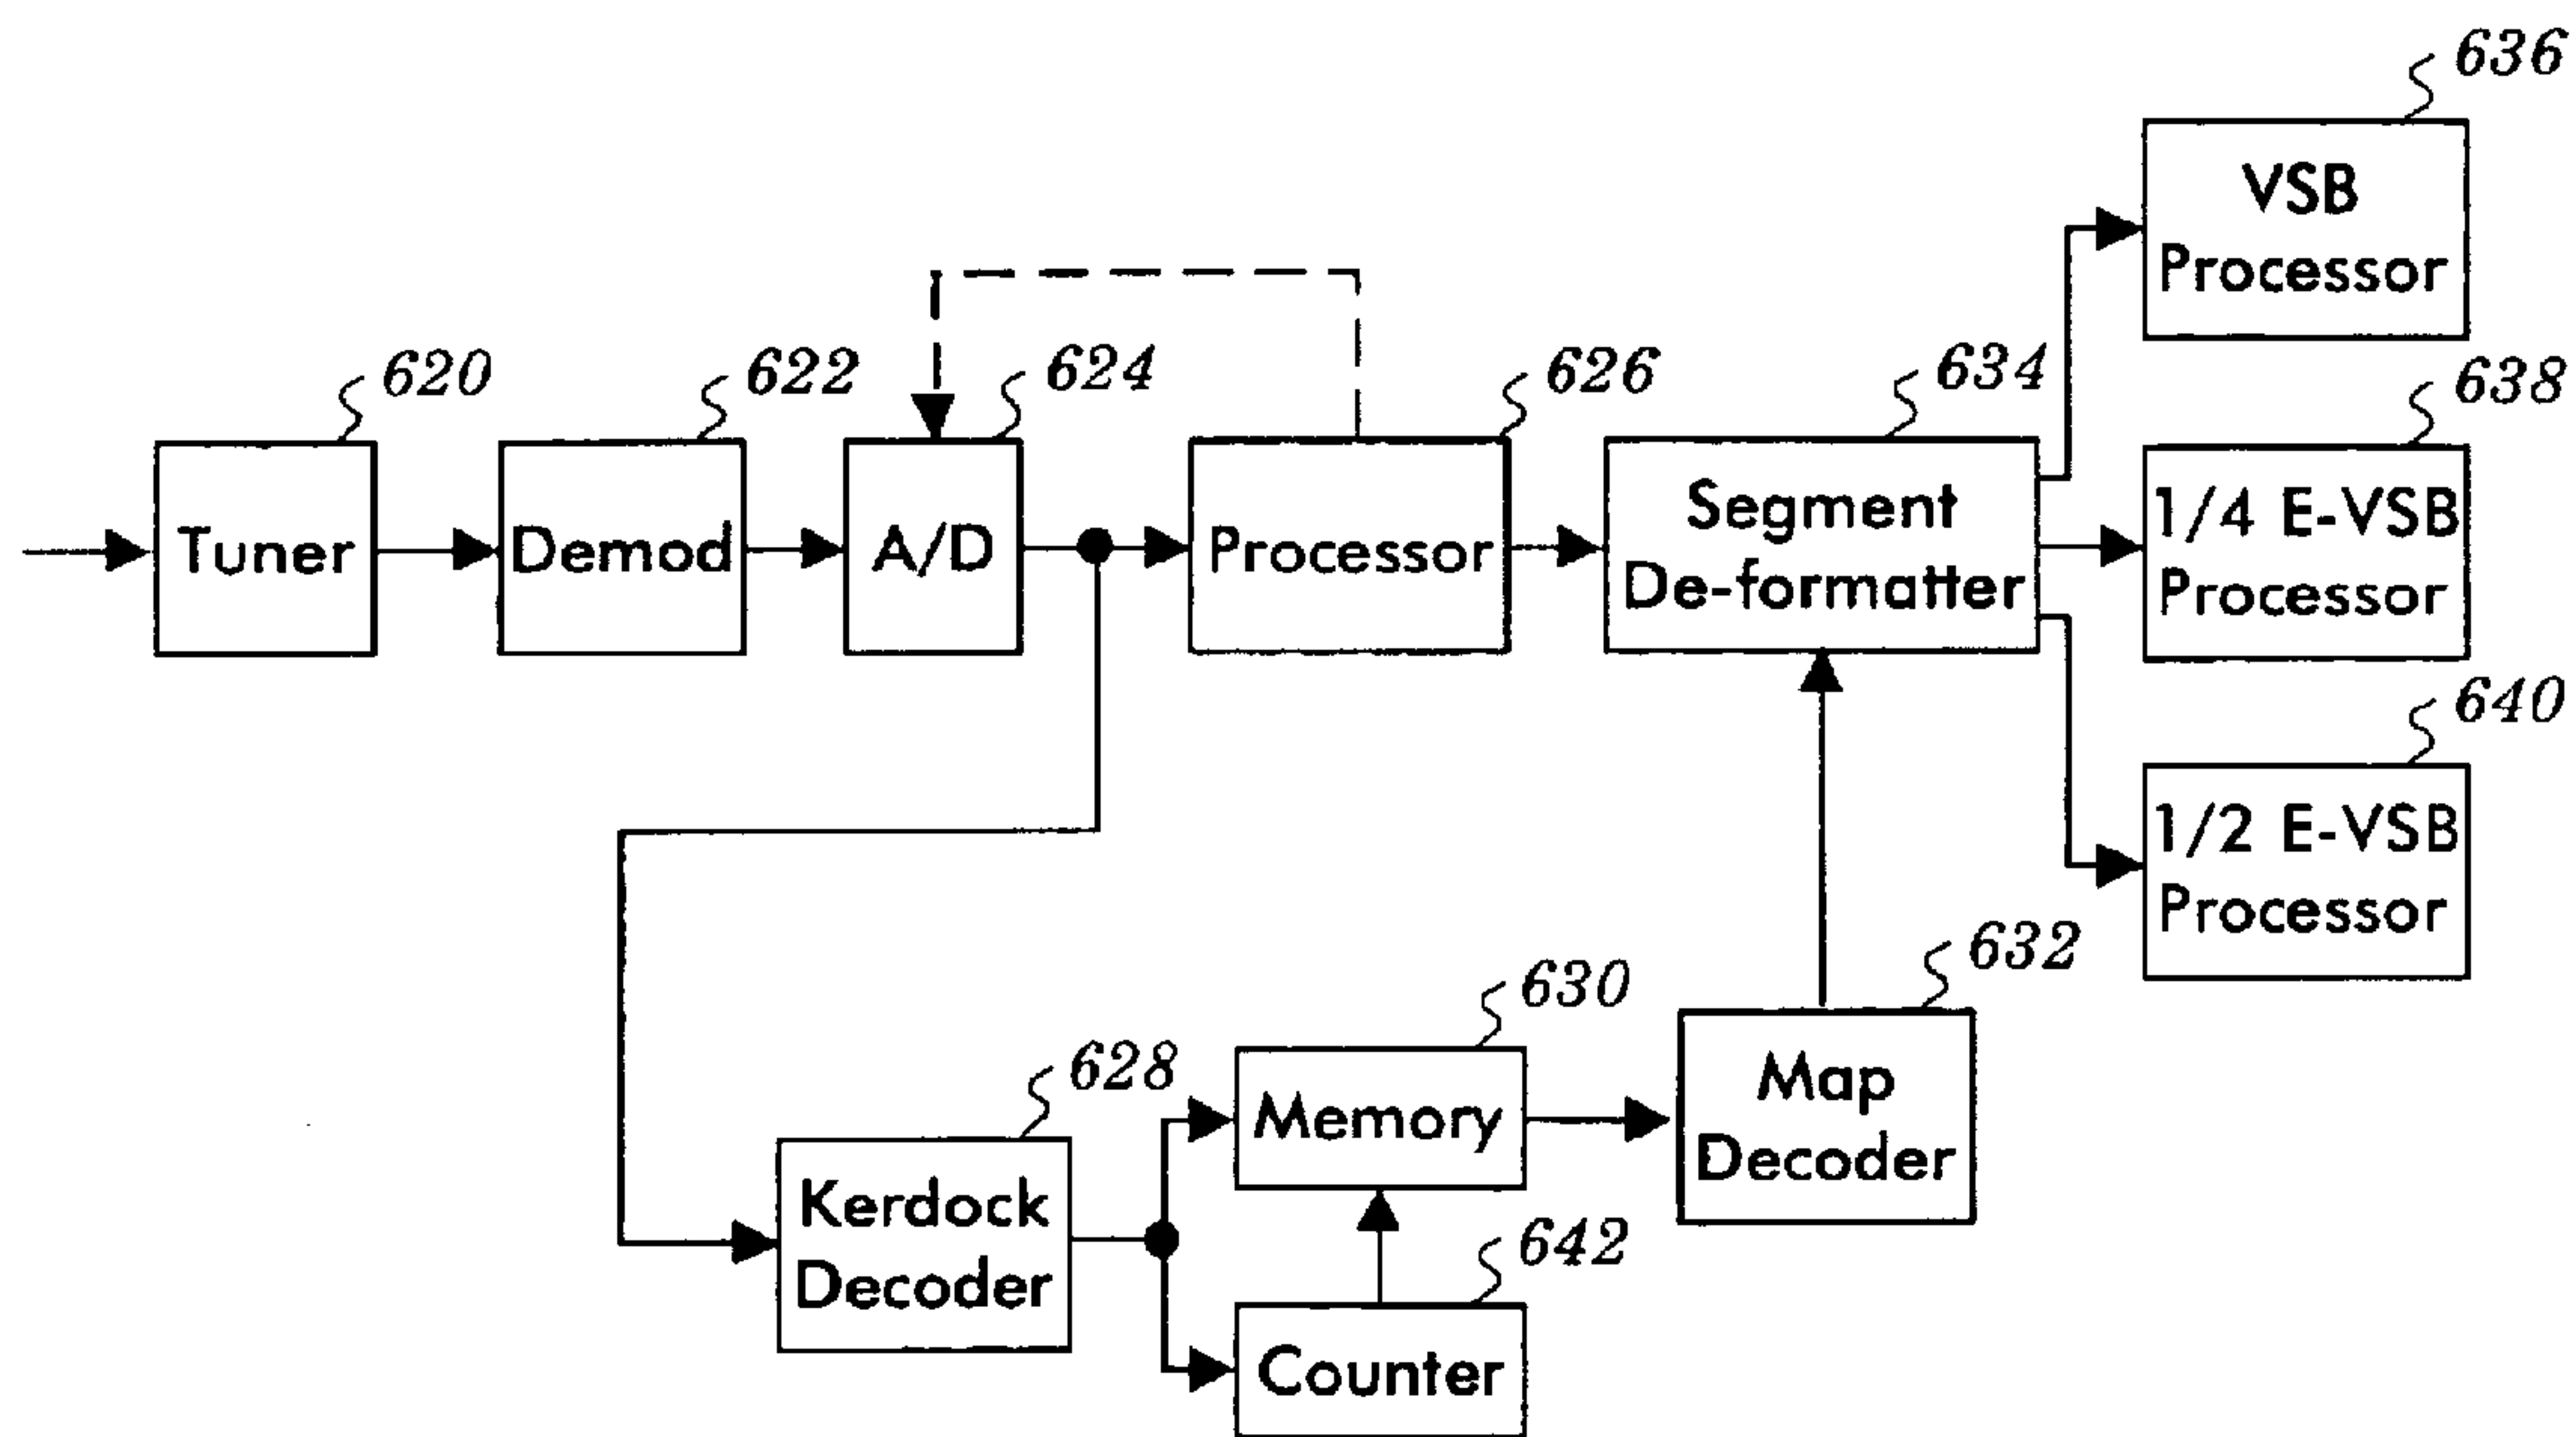 636
VSB
Processor
620
622
624
626
634
638
Tuner
Demod
A/D
Processor
Segment
De-formatter
1/4 E-VSB
Processor
640
1/2 E-VSB
Processor
632
630
628
Memory
Map
Decoder
Kerdock
Decoder
642
Counter